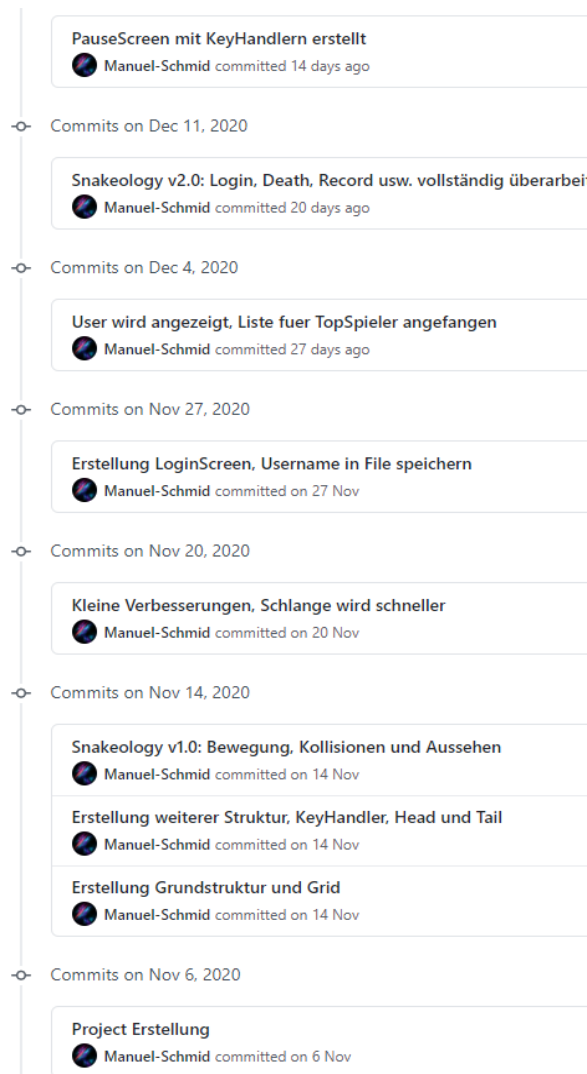 PauseScreen mit KeyHandlern erstellt
Manuel-Schmid committed 14 days ago
Commits on Dec 11, 2020
Snakeology v2.0: Login, Death, Record usw. vollständig
Manuel-Schmid committed 20 days ago
Commits on Dec 4, 2020
User wird angezeigt, Liste fuer TopSpieler angefangen
Manuel-Schmid committed 27 days ago
Commits on Nov 27, 2020
Erstellung LoginScreen, Username in File speichern
Manuel-Schmid committed on 27 Nov
Commits on Nov 20, 2020
Kleine Verbesserungen, Schlange wird schneller
Manuel-Schmid committed on 20 Nov
Commits on Nov 14, 2020
Snakeology v1.0: Bewegung, Kollisionen und Aussehen
Manuel-Schmid committed on 14 Nov
Erstellung weiterer Struktur, KeyHandler, Head und Tail
Manuel-Schmid committed on 14 Nov
Erstellung Grundstruktur und Grid
Manuel-Schmid committed on 14 Nov
Commits on Nov 6, 2020
Project Erstellung
Manuel-Schmid committed on 6 Nov